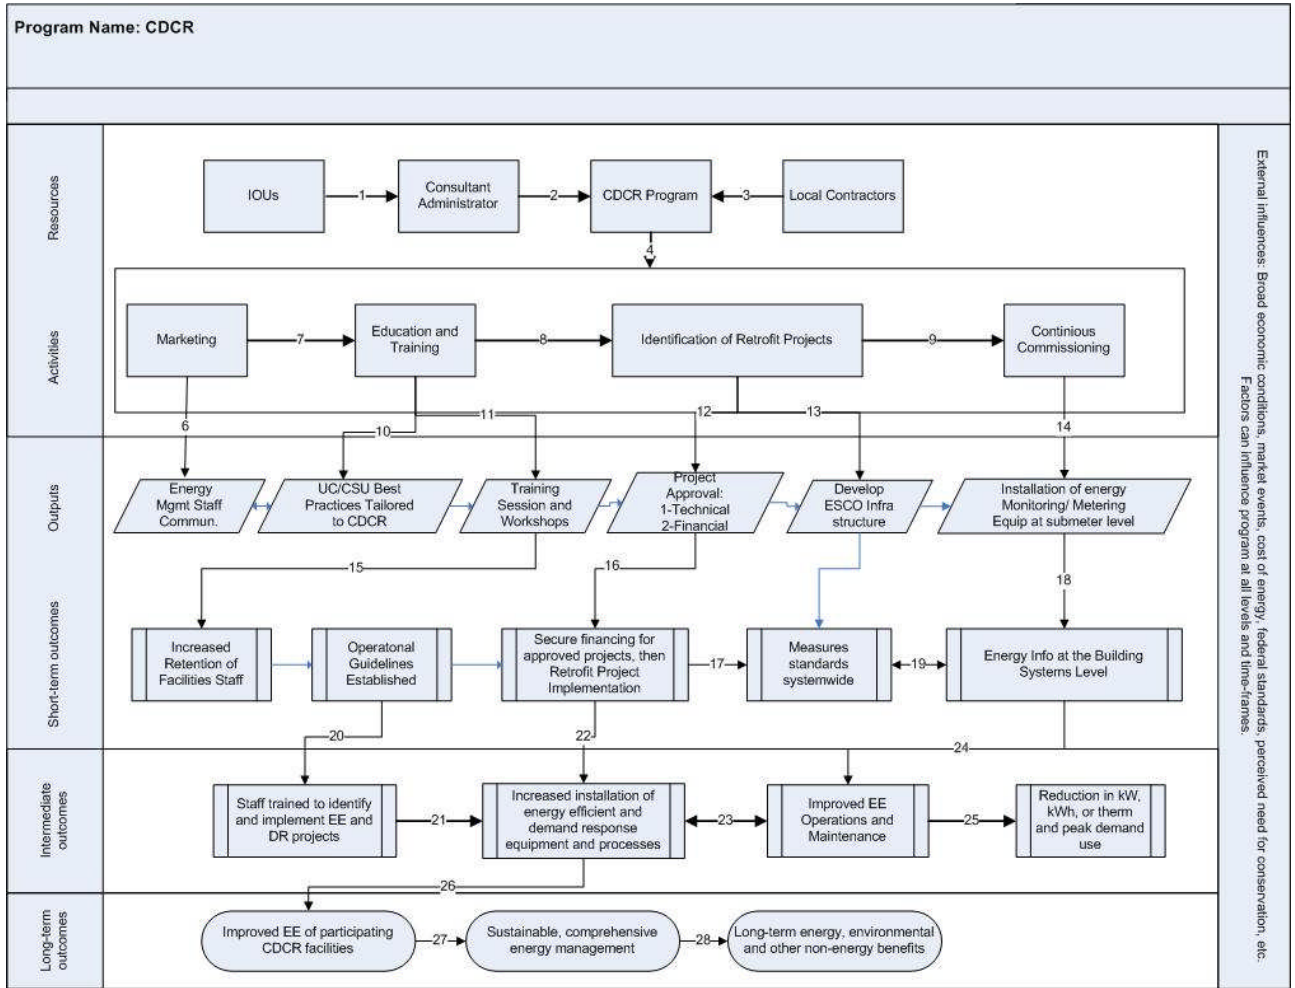 Program Name: CDCR
Resources
IOUs
1
Consultant
Administrator
2
CDCR Program
3
Local Contractors
4
Activities
Marketing
7
Education and
Training
8
Identification of Retrofit Projects
9
Continious
Commissioning
6
10
11
12
13
14
Outputs
Energy
Mgmt Staff
Commun.
UC/CSU Best
Practices Tailored
to CDCR
Training
Session and
Workshops
Project
Approval:
1-Technical
2-Financial
Develop
ESCO Infra
structure
Installation of energy
Monitoring/ Metering
Equip at submeter level
15
16
18
Short-term outcomes
Increased
Retention of
Facilities Staff
Operatonal
Guidelines
Established
Secure financing for
approved projects, then
Retrofit Project
Implementation
17
Measures
standards
systemwide
19
Energy Info at the Building
Systems Level
20
22
24
Intermediate
outcomes
Staff trained to identify
and implement EE and
DR projects
21
Increased installation of
energy efficient and
demand response
equipment and processes
23
Improved EE
Operations and
Maintenance
25
Reduction in kW,
kWh, or therm
and peak demand
use
26
Long-term
outcomes
Improved EE of participating
CDCR facilities
27
Sustainable, comprehensive
energy management
28
Long-term energy, environmental
and other non-energy benefits
External influences: Broad economic conditions, market events, cost of energy, federal standards, perceived need for conservation, etc.
Factors can influence program at all levels and time-frames.